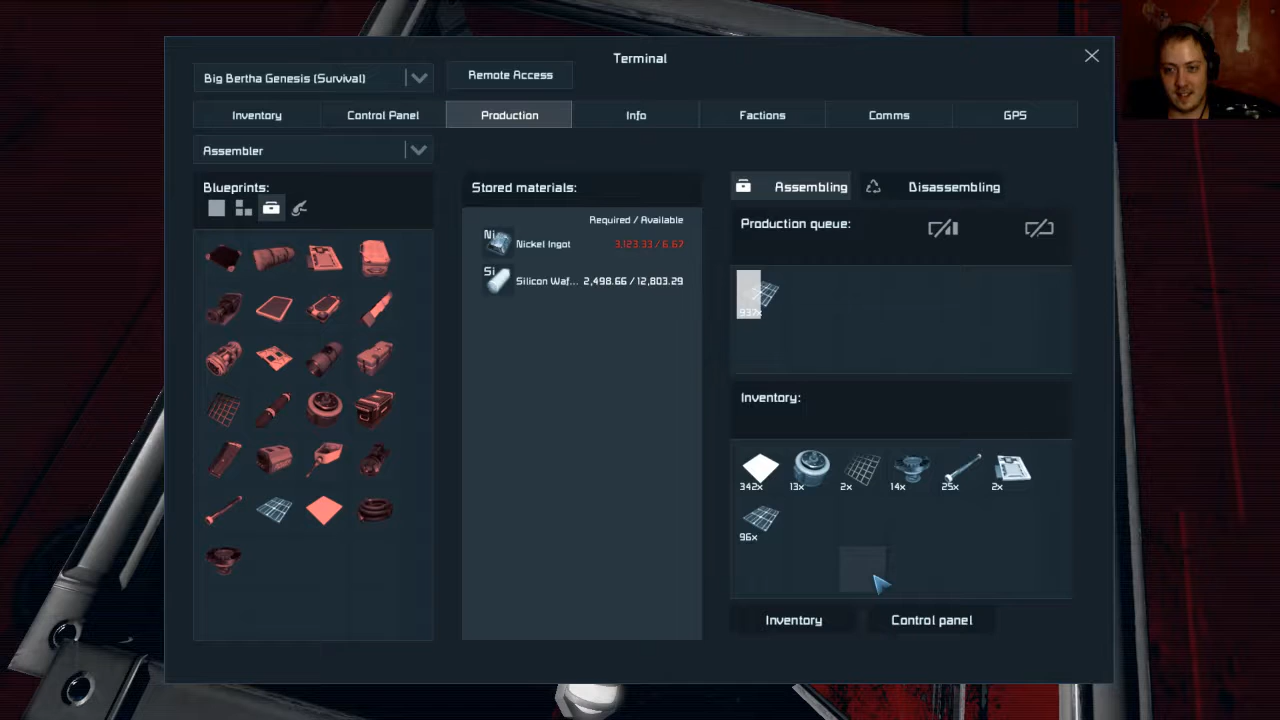 Terminal
Big Bertha Genesis (Survival)
Remote Access
Inventory
Control Panel
Production
Info
Factions
Comms
GPS
Assembler
Blueprints:
Stored materials:
Required / Available
Ni
Nickel Ingot
3,123.33 / 6.67
Si
Silicon Waf... 2,498.66 / 12,803.29
Assembling
Disassembling
Production queue:
937x
Inventory:
342x
13x
2x
14x
25x
2x
96x
Inventory
Control panel